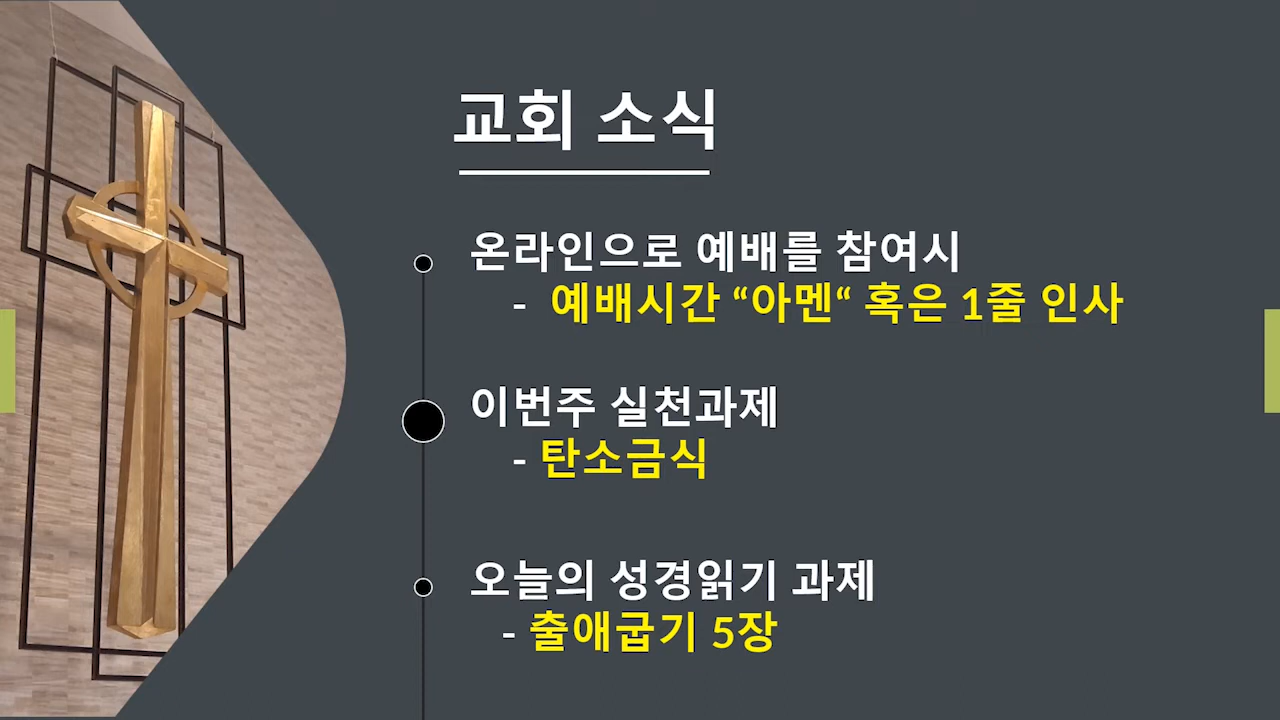 교회 소식
온라인으로 예배를 참여시
- 예배시간 “아멘“ 혹은 1줄 인사
이번주 실천과제
- 탄소금식
오늘의 성경읽기 과제
- 출애굽기 5장